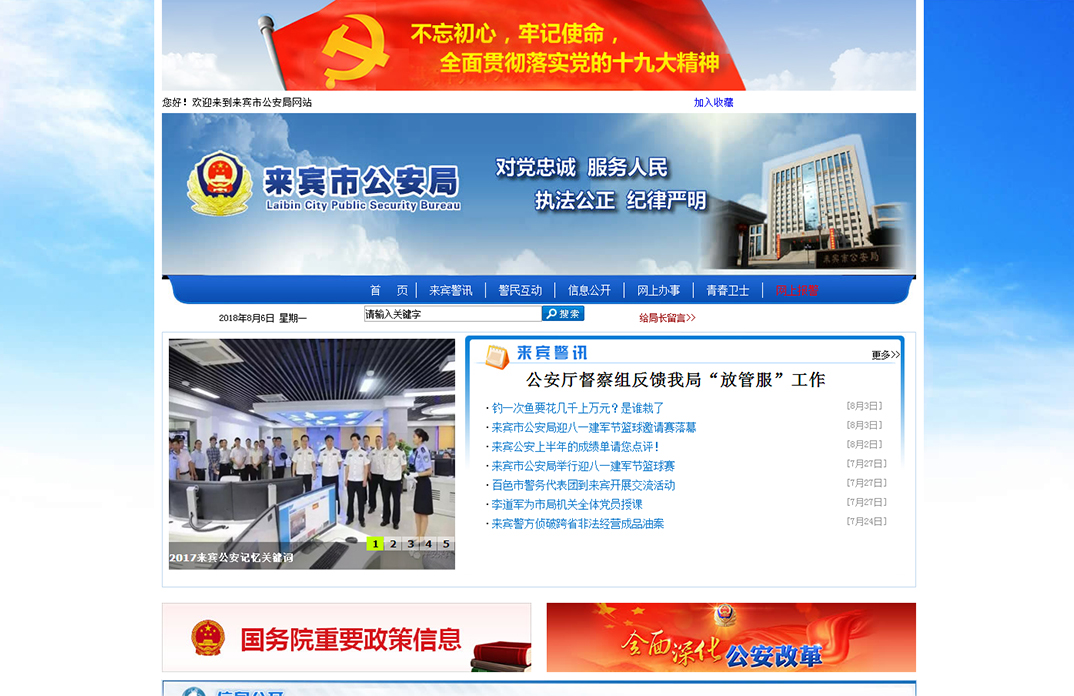 不忘初心，牢记使命，
全面贯彻落实党的十九大精神
您好！欢迎来到来宾市公安局网站
加入收藏
来宾市公安局
Laibin City Public Security Bureau
对党忠诚 服务人民
执法公正 纪律严明
来宾市公安局
首 页 来宾警讯 警民互动 信息公开 网上办事 青春卫士
2018年8月6日 星期一
请输入关键字
搜索
给局长留言>>
来宾警讯
更多>>
公安厅督察组反馈我局“放管服”工作
·钓一次鱼要花几千上万元？是谁栽了 [8月3日]
·来宾市公安局迎八一建军节篮球邀请赛落幕 [8月3日]
·来宾公安上半年的成绩单请您点评！ [8月2日]
·来宾市公安局举行迎八一建军节篮球赛 [7月27日]
·百色市警务代表团到来宾开展交流活动 [7月27日]
·李道军为市局机关全体党员授课 [7月27日]
·来宾警方侦破跨省非法经营成品油案 [7月24日]
1 2 3 4 5
2017来宾公安记忆关键词
国务院重要政策信息
全面深化公安改革
信息公开